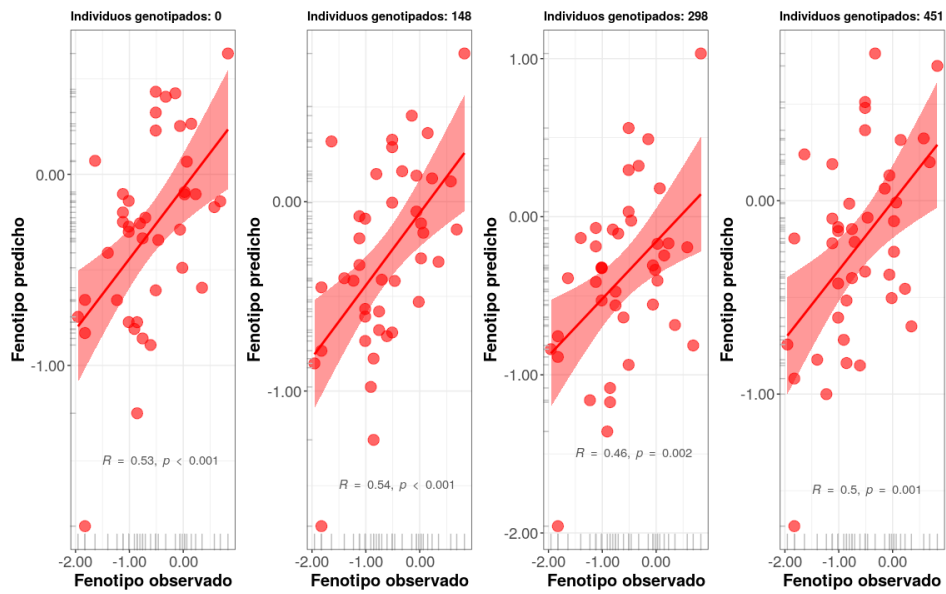 Individuos genotipados: 0
Individuos genotipados: 148
Individuos genotipados: 298
Individuos genotipados: 451
Fenotipo predicho
0.00
-1.00
R = 0.53, p < 0.001
-2.00
-1.00
0.00
Fenotipo observado
Fenotipo predicho
0.00
-1.00
R = 0.54, p < 0.001
-2.00
-1.00
0.00
Fenotipo observado
Fenotipo predicho
1.00
0.00
-1.00
-2.00
R = 0.46, p = 0.002
-2.00
-1.00
0.00
Fenotipo observado
Fenotipo predicho
0.00
-1.00
R = 0.5, p = 0.001
-2.00
-1.00
0.00
Fenotipo observado